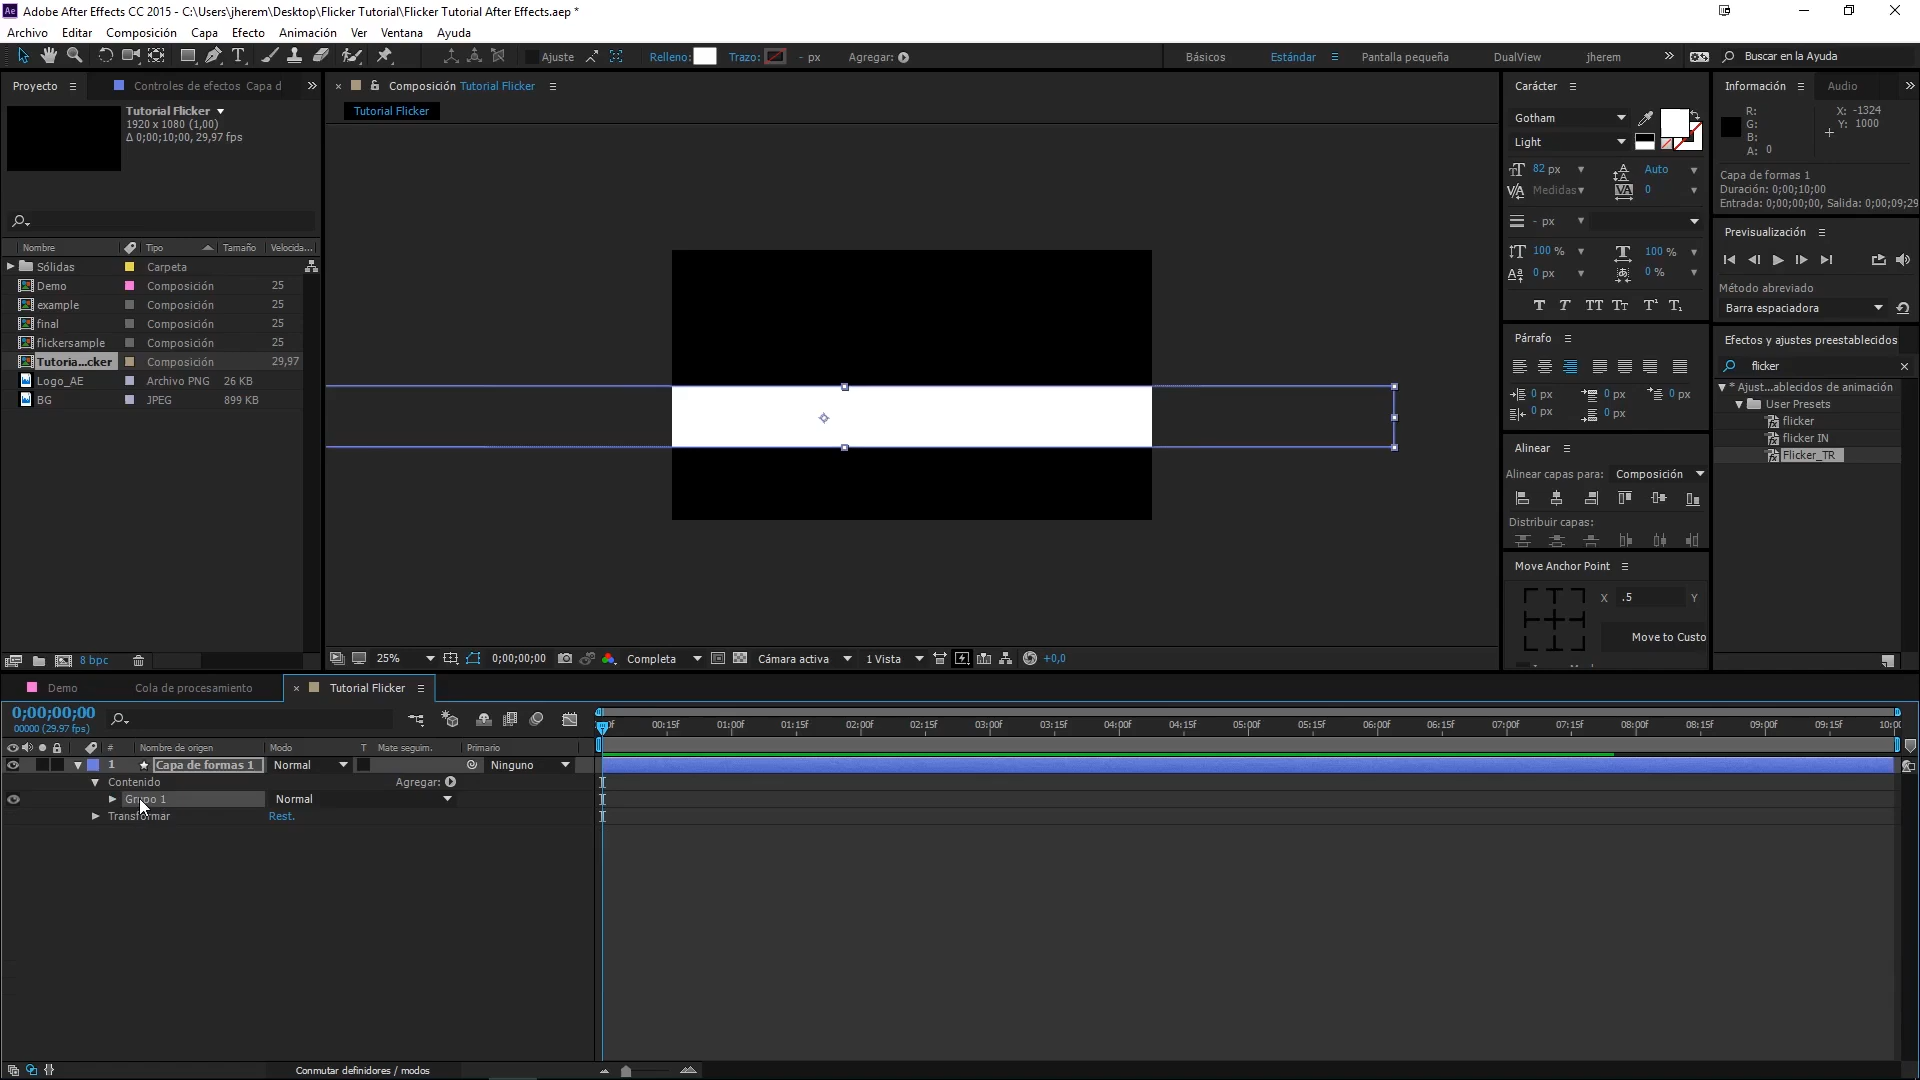 Adobe After Effects CC 2015 - C:\Users\jherem\Desktop\Flicker Tutorial\Flicker Tutorial After Effects.aep *
Archivo Editar Composición Capa Efecto Animación Ver Ventana Ayuda
Ajuste Relleno: Trazo: - px Agregar: Básicos Estándar Pantalla pequeña DualView jherem Buscar en la Ayuda
Proyecto Controles de efectos Capa d
Tutorial Flicker
1920 x 1080 (1,00)
Δ 0;00;10;00, 29,97 fps
Nombre Tipo Tamaño Velocida...
Sólidas Carpeta
Demo Composición 25
example Composición 25
final Composición 25
flickersample Composición 25
Tutoria...cker Composición 29,97
Logo_AE Archivo PNG 26 KB
BG JPEG 899 KB
8 bpc
Composición Tutorial Flicker
Tutorial Flicker
25% 0;00;00;00 Completa Cámara activa 1 Vista +0,0
Carácter
Gotham
Light
82 px Auto
Medidas 0
- px
100 % 100 %
0 px 0 %
T T TT Tт T¹ T₁
Párrafo
0 px 0 px 0 px
0 px 0 px
Alinear
Alinear capas para: Composición
Distribuir capas:
Move Anchor Point
X .5 Y
Move to Custo
Información Audio
R: X: -1324
G: Y: 1000
B:
A: 0
Capa de formas 1
Duración: 0;00;10;00
Entrada: 0;00;00;00, Salida: 0;00;09;29
Previsualización
Método abreviado
Barra espaciadora
Efectos y ajustes preestablecidos
flicker
* Ajust...ablecidos de animación
User Presets
flicker
flicker IN
Flicker_TR
Demo Cola de procesamiento Tutorial Flicker
0;00;00;00
00000 (29.97 fps)
00:15f 01:00f 01:15f 02:00f 02:15f 03:00f 03:15f 04:00f 04:15f 05:00f 05:15f 06:00f 06:15f 07:00f 07:15f 08:00f 08:15f 09:00f 09:15f 10:00
# Nombre de origen Modo T Mate seguim. Primario
1 Capa de formas 1 Normal Ninguno
Contenido Agregar:
Grupo 1 Normal
Transformar Rest.
Conmutar definidores / modos